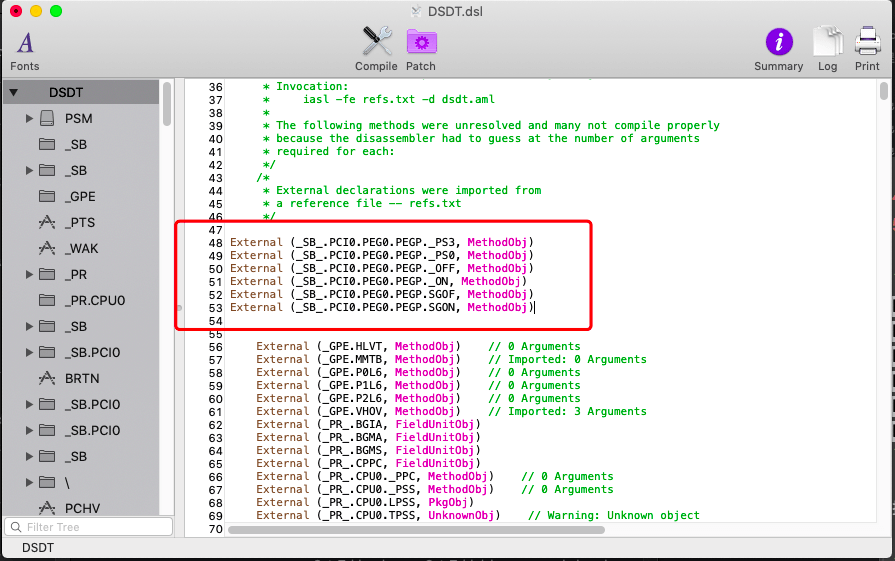 DSDT.dsl
A
Fonts
Compile
Patch
Summary
Log
Print
DSDT
PSM
_SB
_SB
_GPE
_PTS
_WAK
_PR
_PR.CPU0
_SB
_SB.PCI0
BRTN
_SB.PCI0
_SB.PCI0
_SB
\
PCHV
Filter Tree
DSDT
36 * Invocation:
37 * iasl -fe refs.txt -d dsdt.aml
38 *
39 * The following methods were unresolved and many not compile properly
40 * because the disassembler had to guess at the number of arguments
41 * required for each:
42 */
43 /*
44 * External declarations were imported from
45 * a reference file -- refs.txt
46 */
47
48 External (_SB_.PCI0.PEG0.PEGP._PS3, MethodObj)
49 External (_SB_.PCI0.PEG0.PEGP._PS0, MethodObj)
50 External (_SB_.PCI0.PEG0.PEGP._OFF, MethodObj)
51 External (_SB_.PCI0.PEG0.PEGP._ON, MethodObj)
52 External (_SB_.PCI0.PEG0.PEGP.SGOF, MethodObj)
53 External (_SB_.PCI0.PEG0.PEGP.SGON, MethodObj)
54
55
56 External (_GPE.HLVT, MethodObj) // 0 Arguments
57 External (_GPE.MMTB, MethodObj) // Imported: 0 Arguments
58 External (_GPE.P0L6, MethodObj) // 0 Arguments
59 External (_GPE.P1L6, MethodObj) // 0 Arguments
60 External (_GPE.P2L6, MethodObj) // 0 Arguments
61 External (_GPE.VHOV, MethodObj) // Imported: 3 Arguments
62 External (_PR_.BGIA, FieldUnitObj)
63 External (_PR_.BGMA, FieldUnitObj)
64 External (_PR_.BGMS, FieldUnitObj)
65 External (_PR_.CPPC, FieldUnitObj)
66 External (_PR_.CPU0._PPC, MethodObj) // 0 Arguments
67 External (_PR_.CPU0._PSS, MethodObj) // 0 Arguments
68 External (_PR_.CPU0.LPSS, PkgObj)
69 External (_PR_.CPU0.TPSS, UnknownObj) // Warning: Unknown object
70